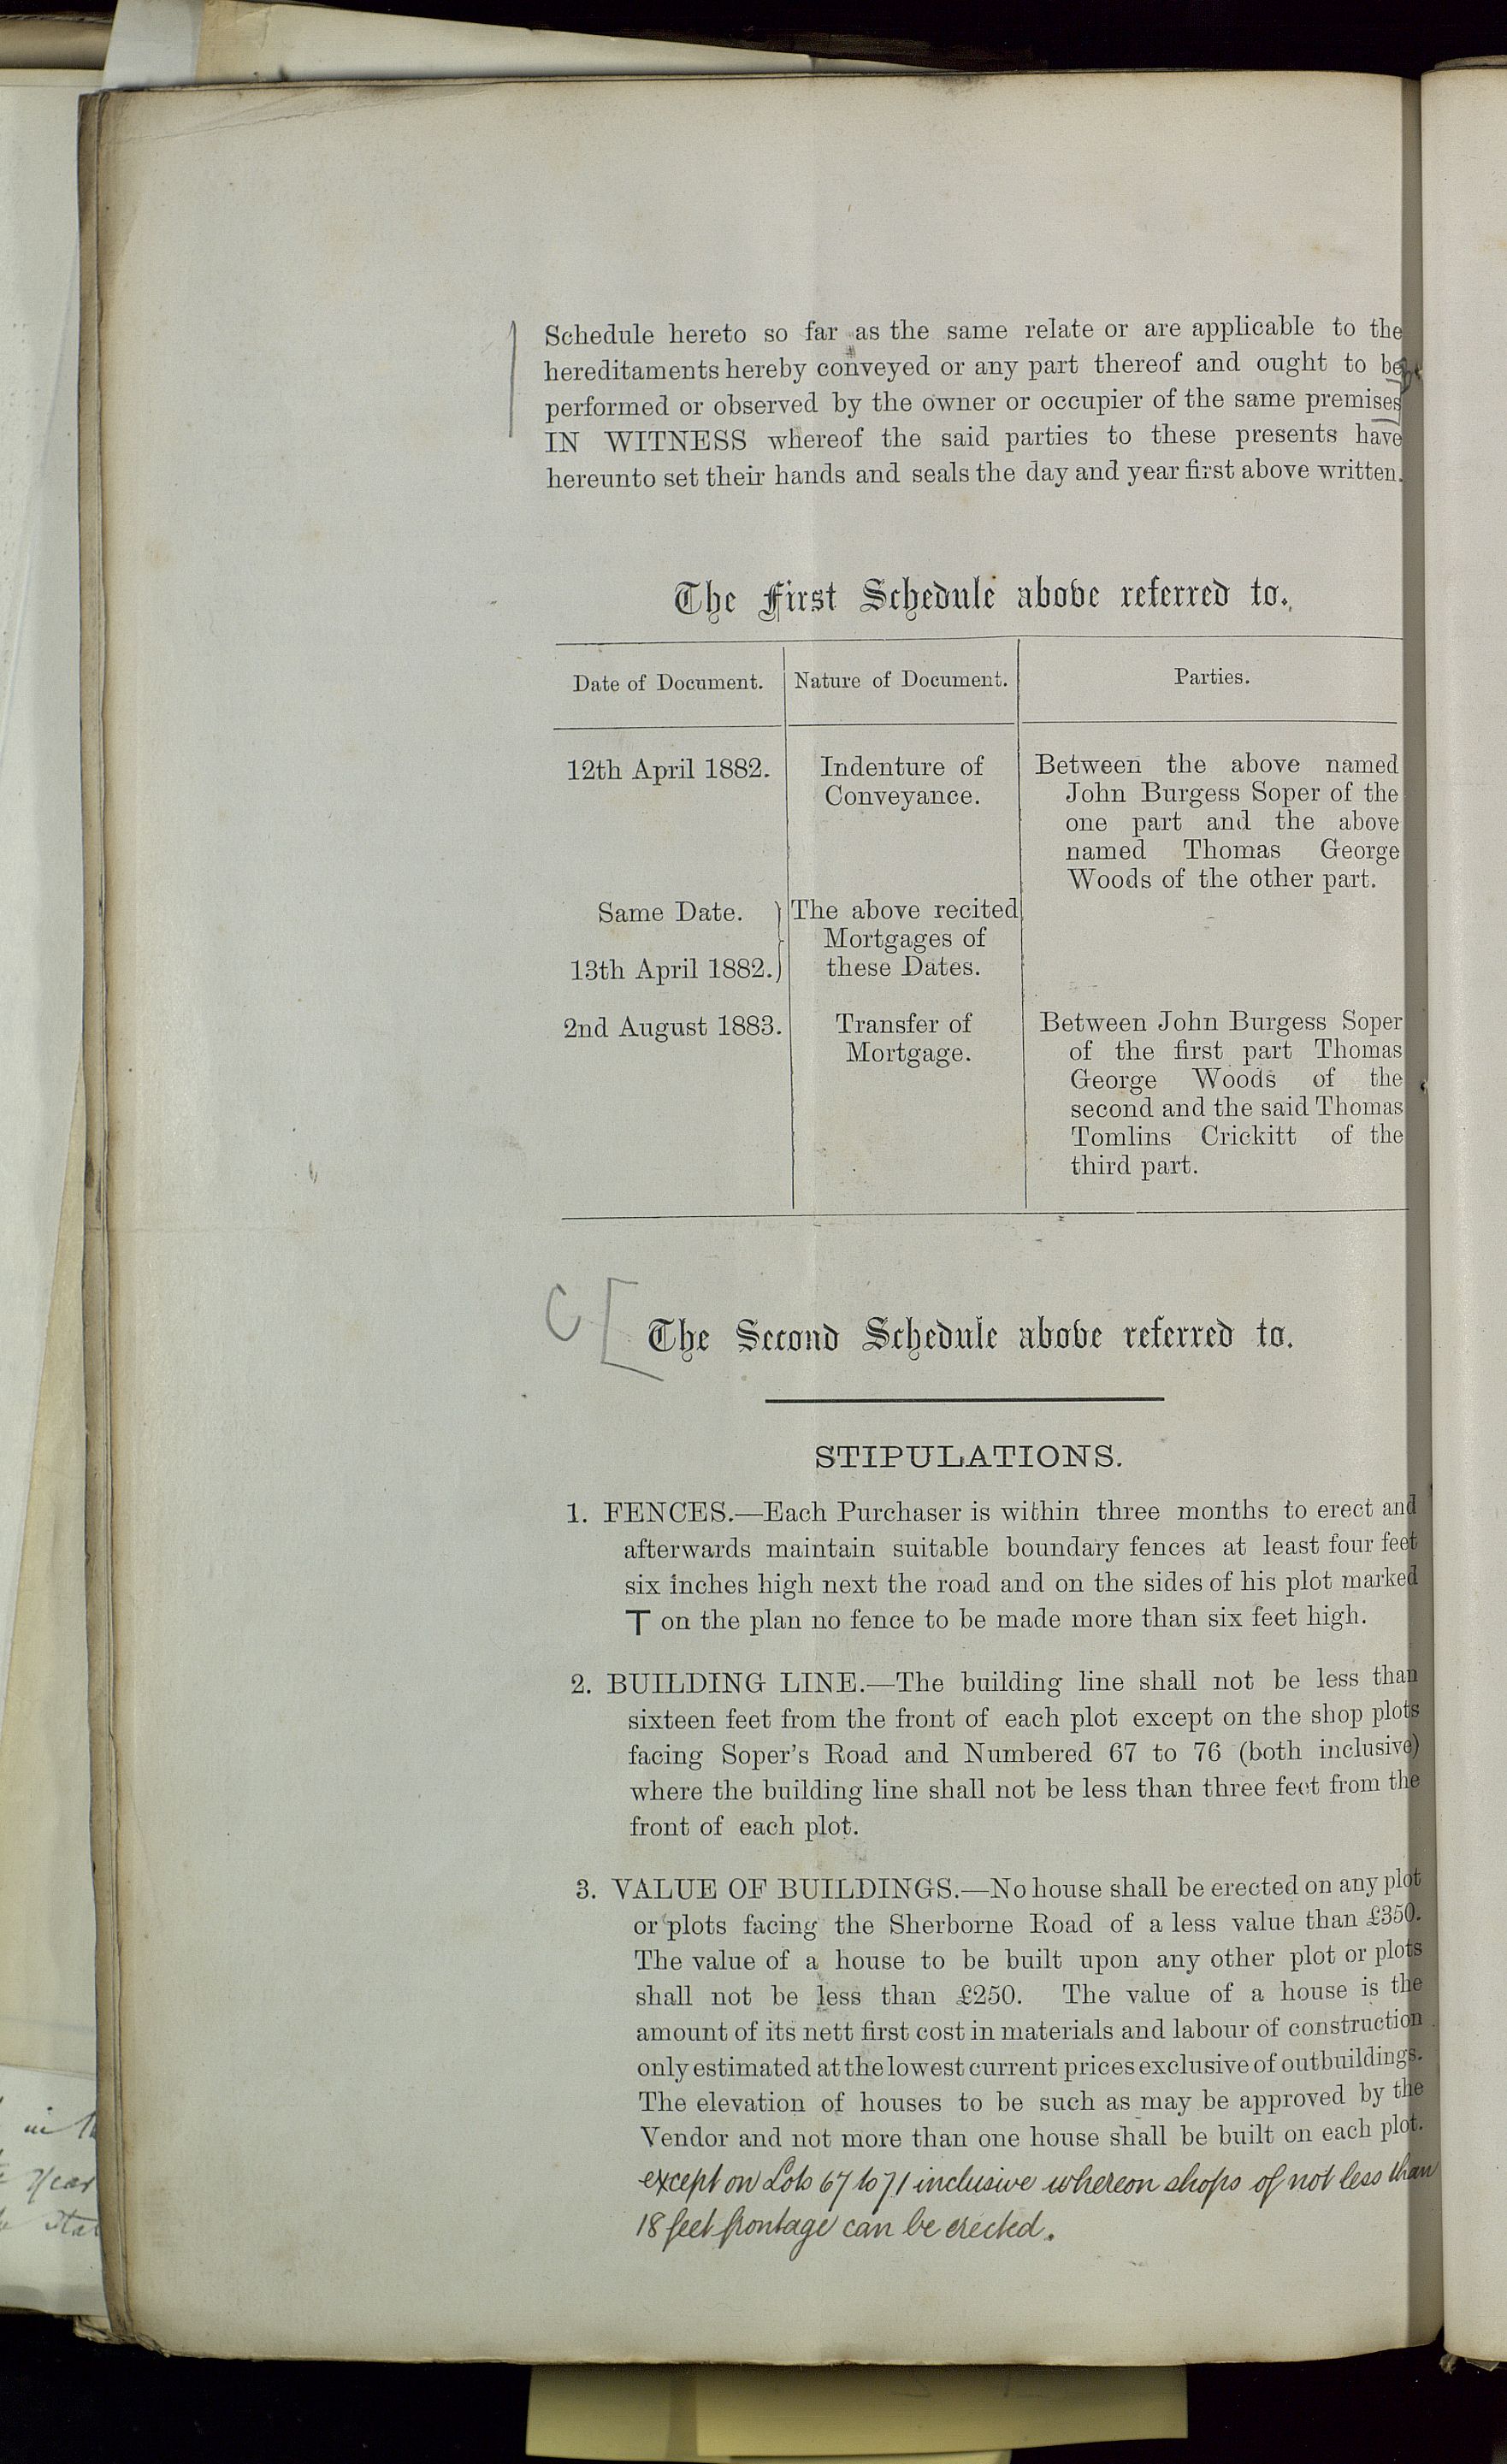 Schedule hereto so far as the same relate or are applicable to the
hereditaments hereby conveyed or any part thereof and ought to be
performed or observed by the owner or occupier of the same premises
IN WITNESS whereof the said parties to these presents have
hereunto set their hands and seals the day and year first above written.
The First Schedule above referred to.
Date of Document. Nature of Document. Parties.
12th April 1882. Indenture of Between the above named
Conveyance. John Burgess Soper of the
one part and the above
named Thomas George
Woods of the other part.
Same Date. The above recited
Mortgages of
13th April 1882. these Dates.
2nd August 1883. Transfer of Between John Burgess Soper
Mortgage. of the first part Thomas
George Woods of the
second and the said Thomas
Tomlins Crickitt of the
third part.
C [ The Second Schedule above referred to.
STIPULATIONS.
1. FENCES.—Each Purchaser is within three months to erect and
afterwards maintain suitable boundary fences at least four feet
six inches high next the road and on the sides of his plot marked
T on the plan no fence to be made more than six feet high.
2. BUILDING LINE.—The building line shall not be less than
sixteen feet from the front of each plot except on the shop plots
facing Soper's Road and Numbered 67 to 76 (both inclusive)
where the building line shall not be less than three feet from the
front of each plot.
3. VALUE OF BUILDINGS.—No house shall be erected on any plot
or plots facing the Sherborne Road of a less value than £350.
The value of a house to be built upon any other plot or plots
shall not be less than £250. The value of a house is the
amount of its nett first cost in materials and labour of construction
only estimated at the lowest current prices exclusive of outbuildings.
The elevation of houses to be such as may be approved by the
Vendor and not more than one house shall be built on each plot.
except on Lots 67 to 71 inclusive whereon shops of not less than
18 feet frontage can be erected.
in
Year